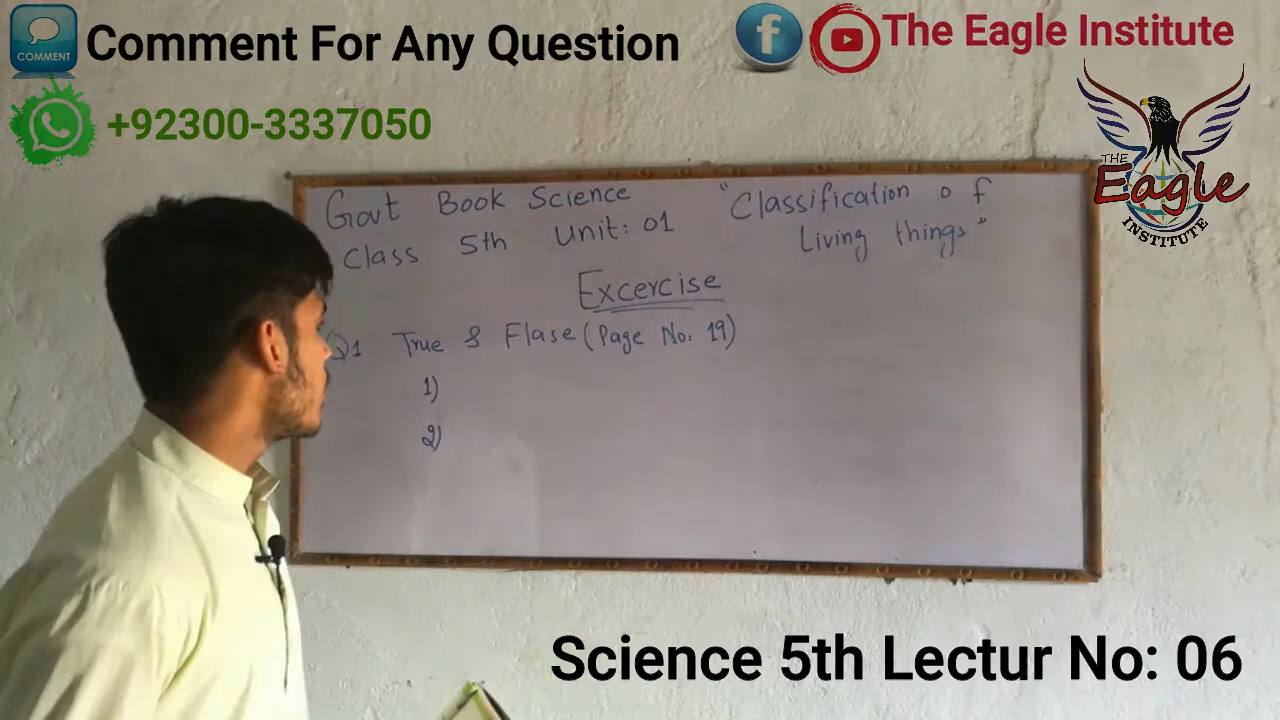 COMMENT
Comment For Any Question
The Eagle Institute
+92300-3337050
THE
Eagle
INSTITUTE
Govt Book Science "Classification of
Class 5th Unit: 01 Living things"
Excercise
Q1 True & Flase (Page No. 19)
1)
2)
Science 5th Lectur No: 06